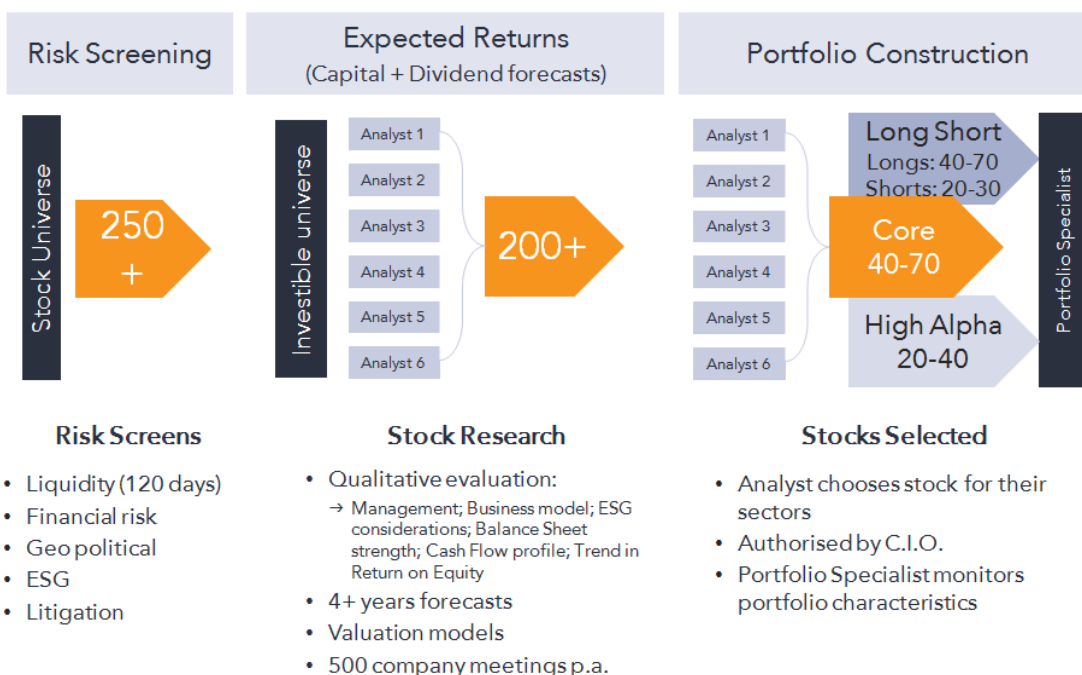 Risk Screening
Expected Returns
(Capital + Dividend forecasts)
Portfolio Construction
Stock Universe
250
+
Investible universe
Analyst 1
Analyst 2
Analyst 3
Analyst 4
Analyst 5
Analyst 6
200+
Analyst 1
Analyst 2
Analyst 3
Analyst 4
Analyst 5
Analyst 6
Long Short
Longs: 40-70
Shorts: 20-30
Core
40-70
High Alpha
20-40
Portfolio Specialist
Risk Screens
• Liquidity (120 days)
• Financial risk
• Geo political
• ESG
• Litigation
Stock Research
• Qualitative evaluation:
→ Management; Business model; ESG
considerations; Balance Sheet
strength; Cash Flow profile; Trend in
Return on Equity
• 4+ years forecasts
• Valuation models
• 500 company meetings p.a.
Stocks Selected
• Analyst chooses stock for their
sectors
• Authorised by C.I.O.
• Portfolio Specialist monitors
portfolio characteristics